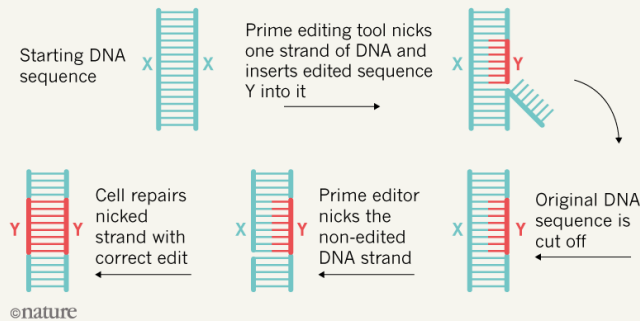 Starting DNA
sequence
X
X
Prime editing tool nicks
one strand of DNA and
inserts edited sequence
Y into it
X
Y
Original DNA
sequence is
cut off
X
Y
Prime editor
nicks the
non-edited
DNA strand
X
Y
Cell repairs
nicked
strand with
correct edit
Y
Y
©nature